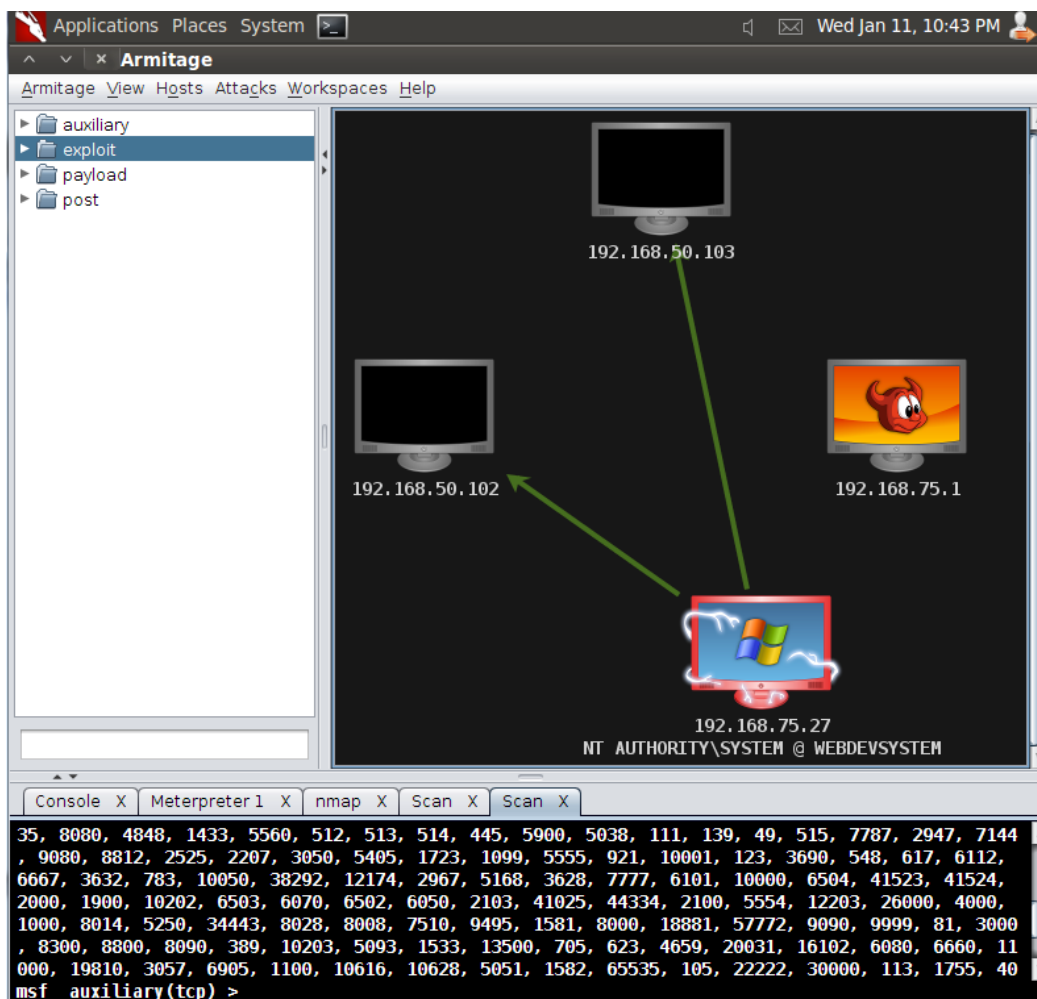 Applications Places System
Wed Jan 11, 10:43 PM
Armitage
Armitage View Hosts Attacks Workspaces Help
auxiliary
exploit
payload
post
192.168.50.103
192.168.50.102
192.168.75.1
192.168.75.27
NT AUTHORITY\SYSTEM @ WEBDEVSYSTEM
Console X Meterpreter 1 X nmap X Scan X Scan X
35, 8080, 4848, 1433, 5560, 512, 513, 514, 445, 5900, 5038, 111, 139, 49, 515, 7787, 2947, 7144
, 9080, 8812, 2525, 2207, 3050, 5405, 1723, 1099, 5555, 921, 10001, 123, 3690, 548, 617, 6112,
6667, 3632, 783, 10050, 38292, 12174, 2967, 5168, 3628, 7777, 6101, 10000, 6504, 41523, 41524,
2000, 1900, 10202, 6503, 6070, 6502, 6050, 2103, 41025, 44334, 2100, 5554, 12203, 26000, 4000,
1000, 8014, 5250, 34443, 8028, 8008, 7510, 9495, 1581, 8000, 18881, 57772, 9090, 9999, 81, 3000
, 8300, 8800, 8090, 389, 10203, 5093, 1533, 13500, 705, 623, 4659, 20031, 16102, 6080, 6660, 11
000, 19810, 3057, 6905, 1100, 10616, 10628, 5051, 1582, 65535, 105, 22222, 30000, 113, 1755, 40
msf auxiliary(tcp) >